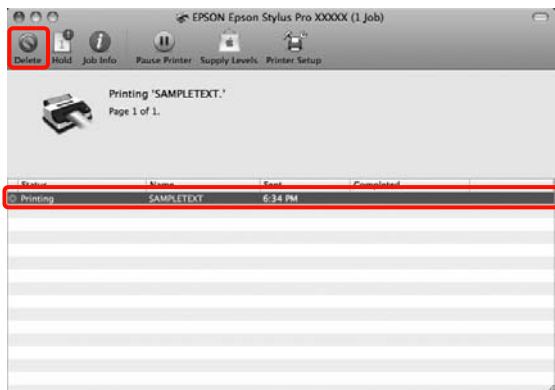 EPSON Epson Stylus Pro XXXXX (1 Job)
Delete Hold Job Info Pause Printer Supply Levels Printer Setup
Printing 'SAMPLETEXT.'
Page 1 of 1.
Status Name Sent Completed
Printing SAMPLETEXT 6:34 PM